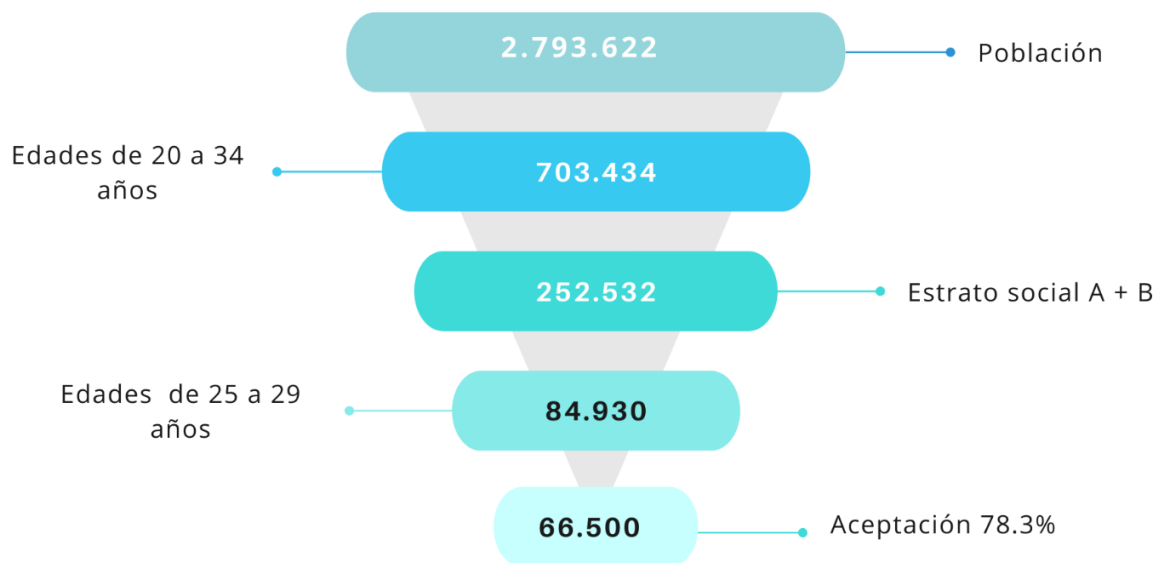 2.793.622
Población
Edades de 20 a 34
años
703.434
252.532
Estrato social A + B
Edades de 25 a 29
años
84.930
66.500
Aceptación 78.3%